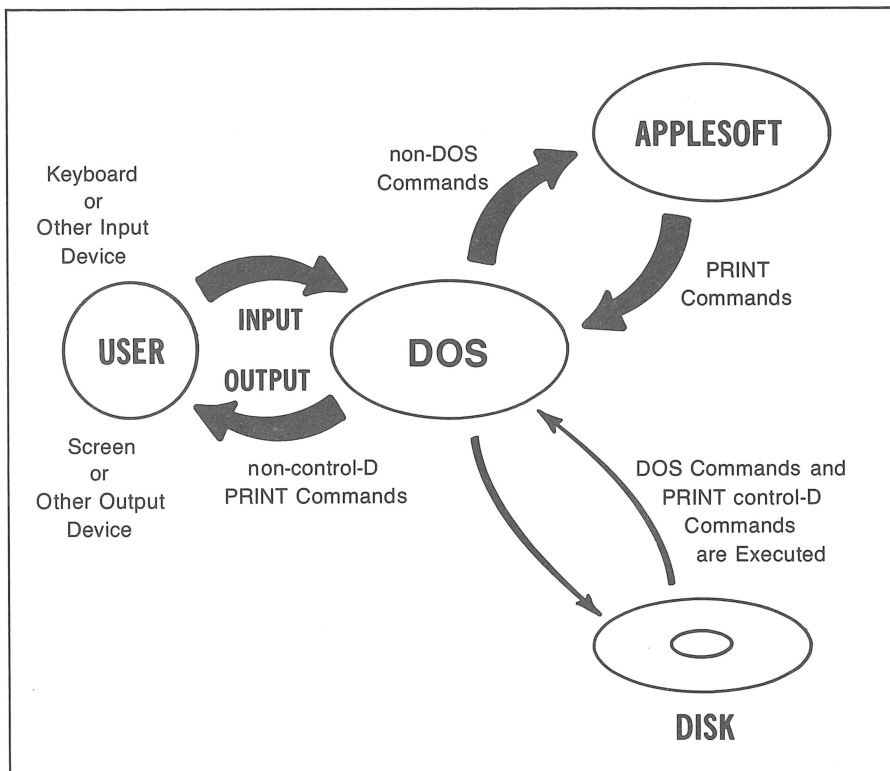 APPLESOFT
non-DOS
Commands
Keyboard
or
Other Input
Device
PRINT
Commands
INPUT
USER
DOS
OUTPUT
Screen
or
Other Output
Device
non-control-D
PRINT Commands
DOS Commands and
PRINT control-D
Commands
are Executed
DISK